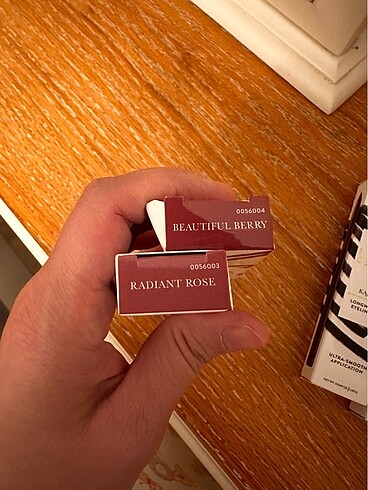 0056004
BEAUTIFUL BERRY
0056003
RADIANT ROSE
ULTRA-SMOOTH
APPLICATION